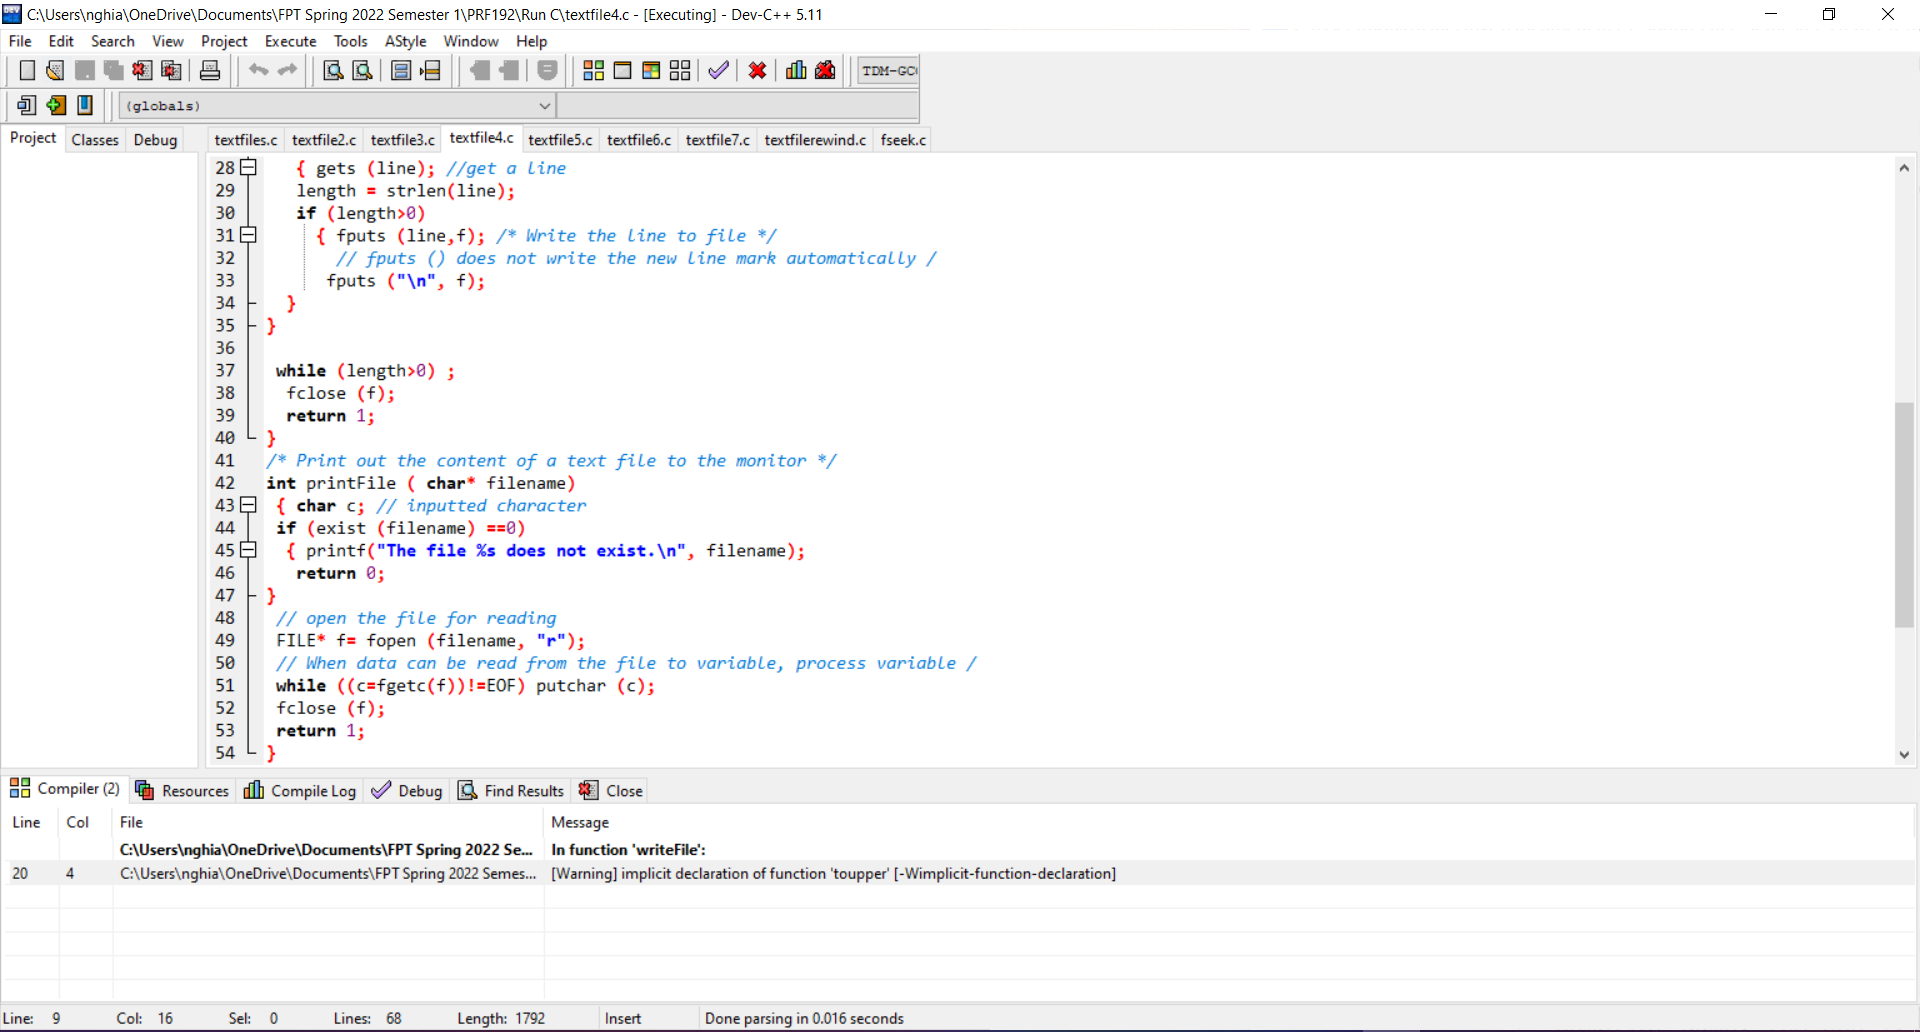 C:\Users\nghia\OneDrive\Documents\FPT Spring 2022 Semester 1\PRF192\Run C\textfile4.c - [Executing] - Dev-C++ 5.11
File Edit Search View Project Execute Tools AStyle Window Help
TDM-GC
(globals)
Project Classes Debug textfiles.c textfile2.c textfile3.c textfile4.c textfile5.c textfile6.c textfile7.c textfilerewind.c fseek.c
28 { gets (line); //get a line
29 length = strlen(line);
30 if (length>0)
31 { fputs (line,f); /* Write the line to file */
32 // fputs () does not write the new line mark automatically /
33 fputs ("\n", f);
34 }
35 }
36
37 while (length>0) ;
38 fclose (f);
39 return 1;
40 }
41 /* Print out the content of a text file to the monitor */
42 int printFile ( char* filename)
43 { char c; // inputted character
44 if (exist (filename) ==0)
45 { printf("The file %s does not exist.\n", filename);
46 return 0;
47 }
48 // open the file for reading
49 FILE* f= fopen (filename, "r");
50 // When data can be read from the file to variable, process variable /
51 while ((c=fgetc(f))!=EOF) putchar (c);
52 fclose (f);
53 return 1;
54 }
Compiler (2) Resources Compile Log Debug Find Results Close
Line Col File Message
C:\Users\nghia\OneDrive\Documents\FPT Spring 2022 Se... In function 'writeFile':
20 4 C:\Users\nghia\OneDrive\Documents\FPT Spring 2022 Semes... [Warning] implicit declaration of function 'toupper' [-Wimplicit-function-declaration]
Line: 9 Col: 16 Sel: 0 Lines: 68 Length: 1792 Insert Done parsing in 0.016 seconds